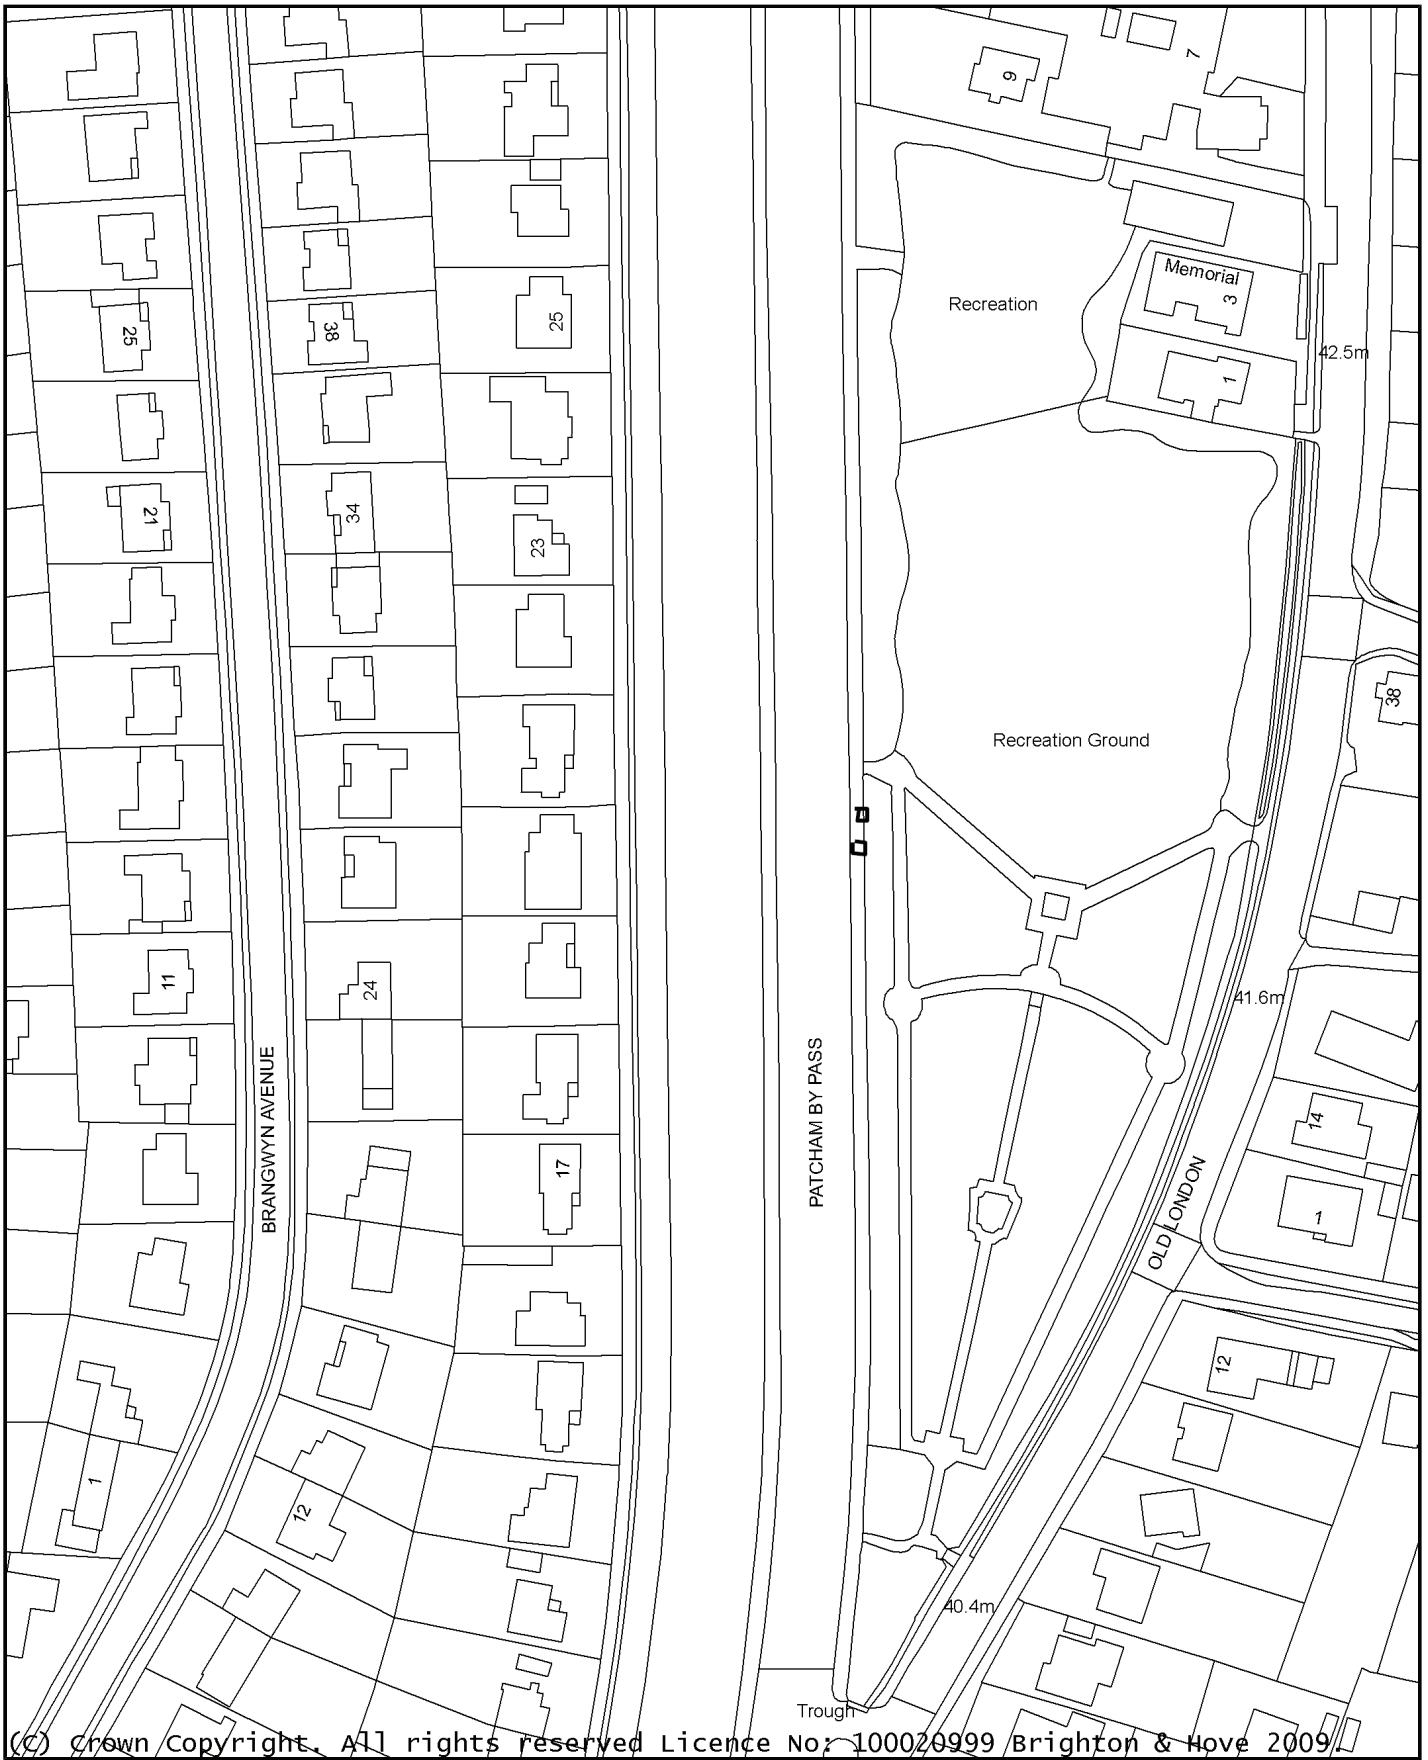 7
9
Memorial
3
Recreation
25
38
25
42.5m
1
21
34
23
38
Recreation Ground
11
24
41.6m
BRANGWYN AVENUE
PATCHAM BY PASS
14
17
OLD LONDON
1
12
1
12
40.4m
Trough
(C) Crown Copyright. All rights reserved Licence No: 100020999 Brighton & Hove 2009.